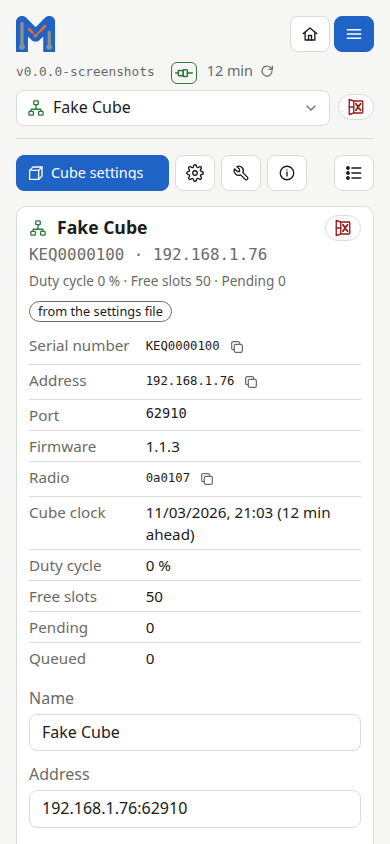 v0.0.0-screenshots 12 min
Fake Cube
Cube settings
Fake Cube
KEQ0000100 · 192.168.1.76
Duty cycle 0 % · Free slots 50 · Pending 0
from the settings file
Serial number KEQ0000100
Address 192.168.1.76
Port 62910
Firmware 1.1.3
Radio 0a0107
Cube clock 11/03/2026, 21:03 (12 min
ahead)
Duty cycle 0 %
Free slots 50
Pending 0
Queued 0
Name
Fake Cube
Address
192.168.1.76:62910